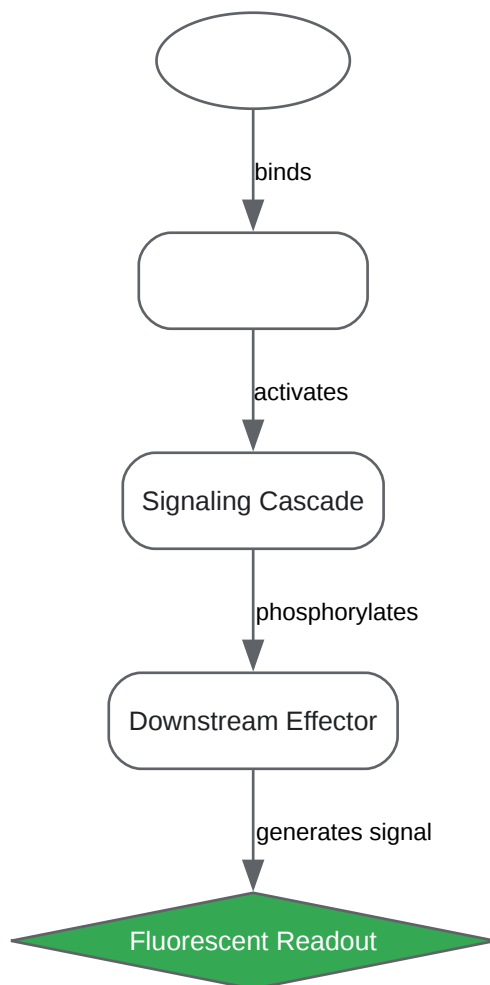 binds
activates
Signaling Cascade
phosphorylates
Downstream Effector
generates signal
Fluorescent Readout